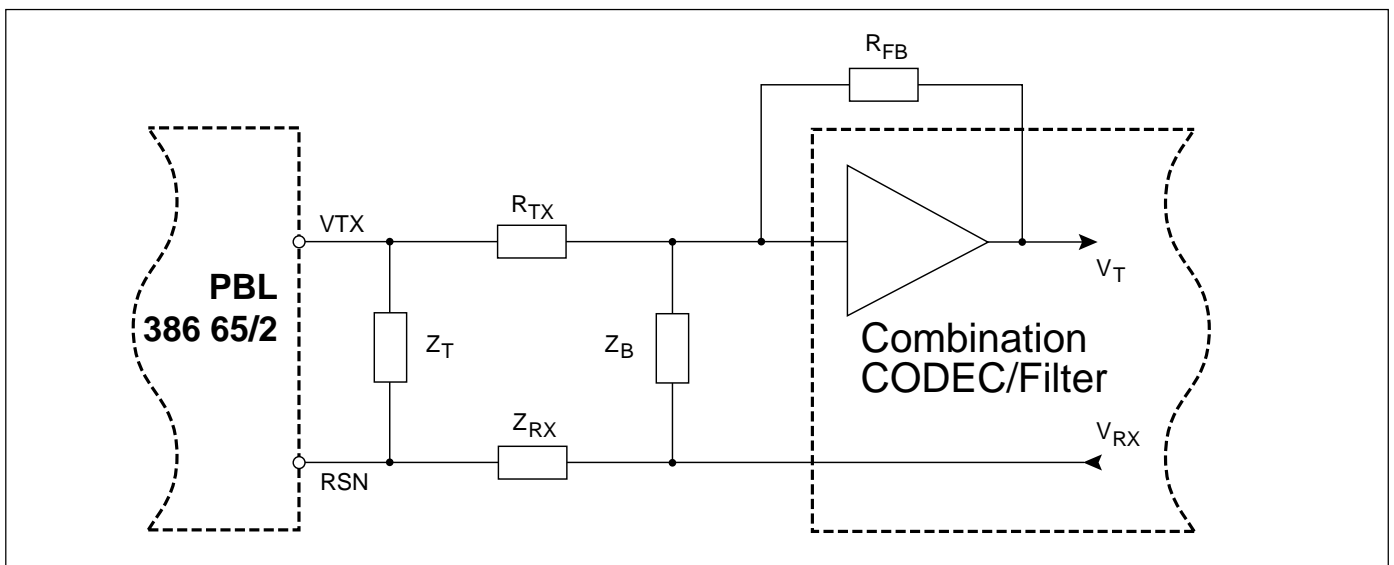 R_FB
VTX
R_TX
V_T
PBL
386 65/2
Z_T
Z_B
Combination
CODEC/Filter
Z_RX
V_RX
RSN